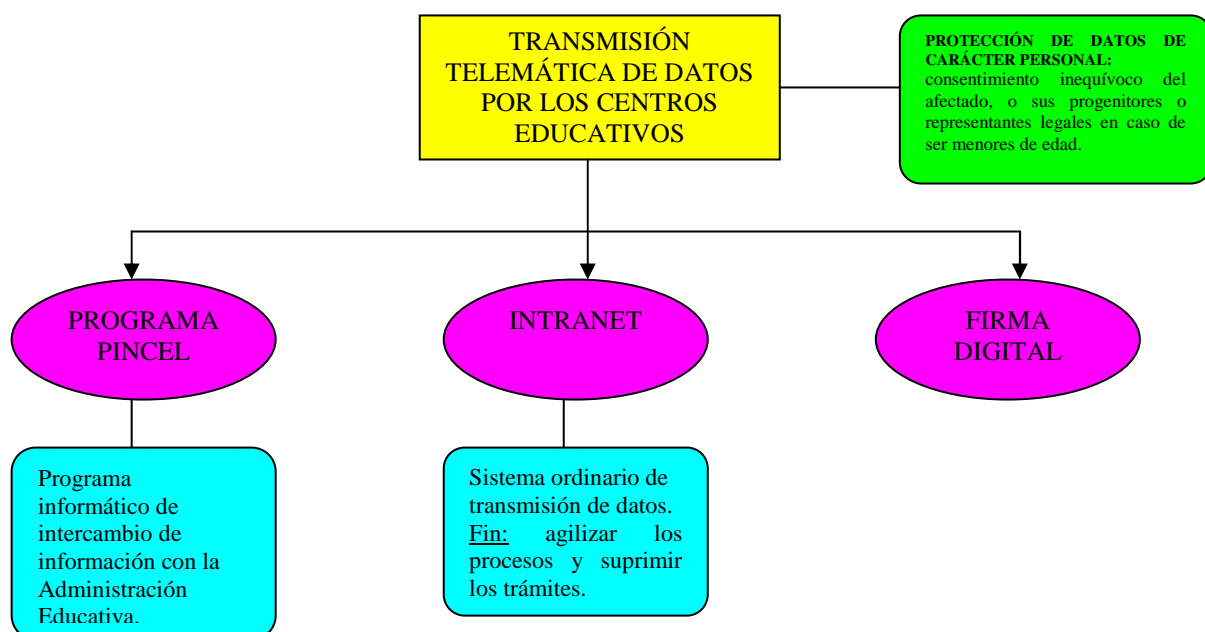 TRANSMISIÓN
TELEMÁTICA DE DATOS
POR LOS CENTROS
EDUCATIVOS
PROTECCIÓN DE DATOS DE
CARÁCTER PERSONAL:
consentimiento inequívoco del
afectado, o sus progenitores o
representantes legales en caso de
ser menores de edad.
PROGRAMA
PINCEL
INTRANET
FIRMA
DIGITAL
Programa
informático de
intercambio de
información con la
Administración
Educativa.
Sistema ordinario de
transmisión de datos.
Fin: agilizar los
procesos y suprimir
los trámites.